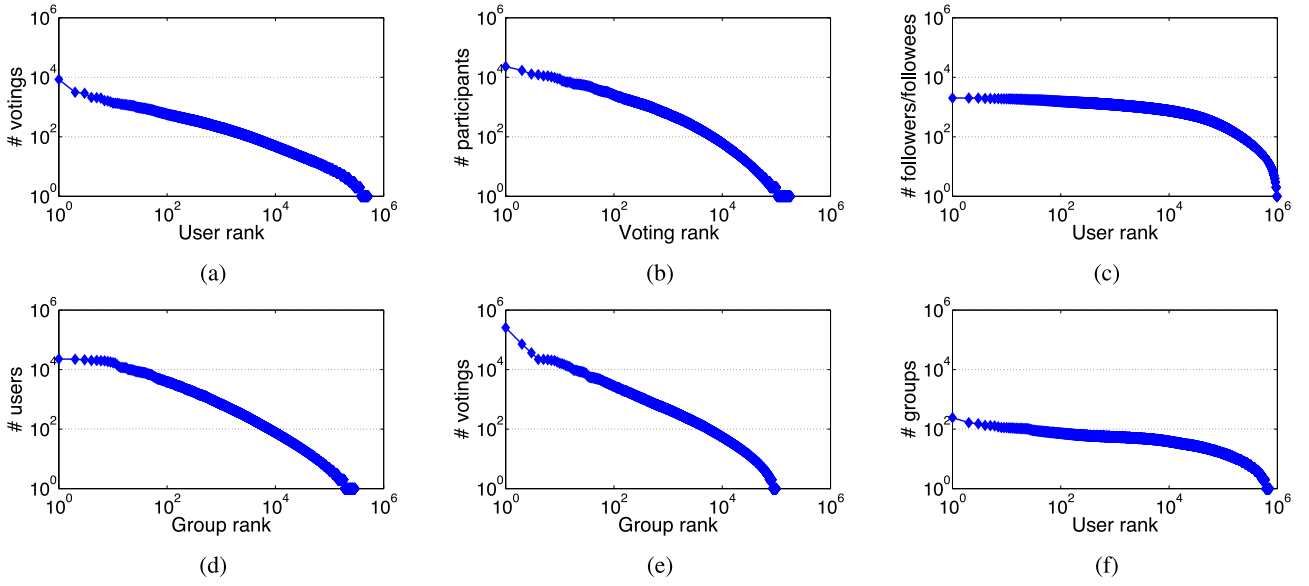 # votings
10^6
10^4
10^2
10^0
10^0 10^2 10^4 10^6
User rank
(a)
# participants
10^6
10^4
10^2
10^0
10^0 10^2 10^4 10^6
Voting rank
(b)
# followers/followees
10^6
10^4
10^2
10^0
10^0 10^2 10^4 10^6
User rank
(c)
# users
10^6
10^4
10^2
10^0
10^0 10^2 10^4 10^6
Group rank
(d)
# votings
10^6
10^4
10^2
10^0
10^0 10^2 10^4 10^6
Group rank
(e)
# groups
10^6
10^4
10^2
10^0
10^0 10^2 10^4 10^6
User rank
(f)